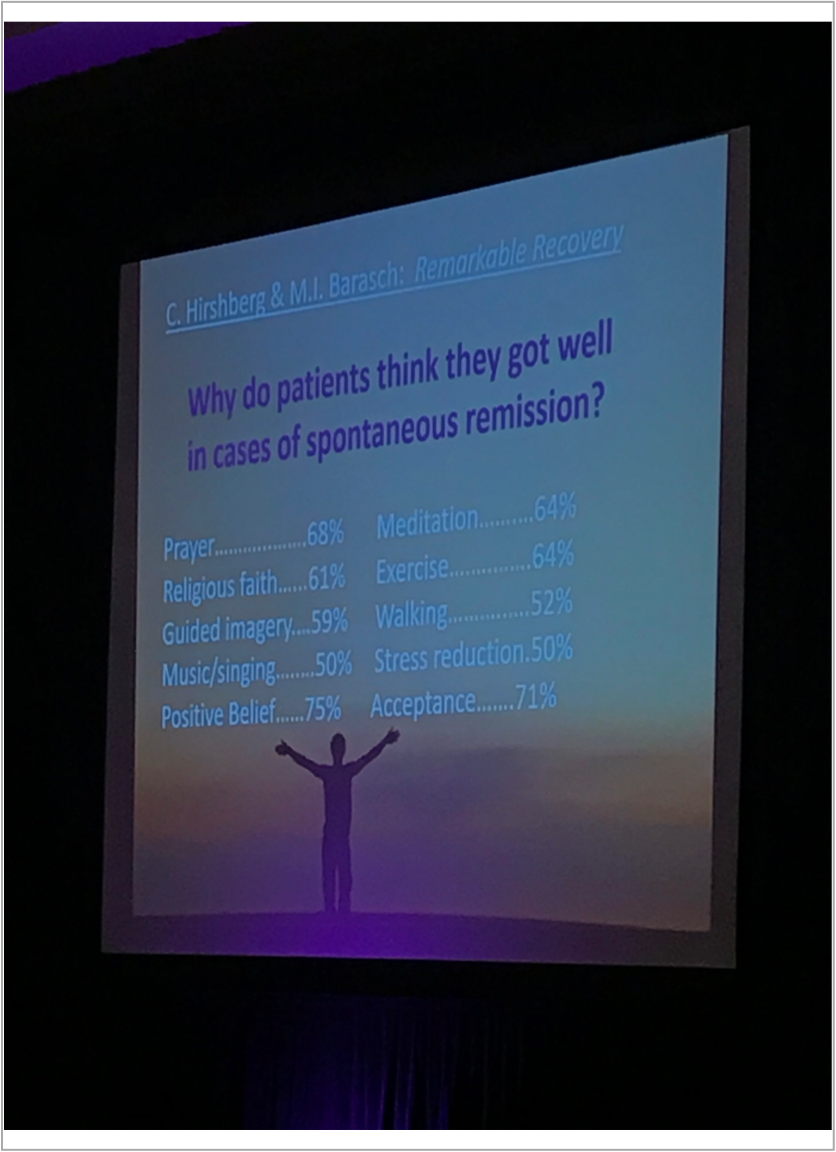 C. Hirshberg & M.I. Barasch: Remarkable Recovery
Why do patients think they got well
in cases of spontaneous remission?
Prayer..................68% Meditation..........64%
Religious faith......61% Exercise..............64%
Guided imagery....59% Walking..............52%
Music/singing........50% Stress reduction.50%
Positive Belief......75% Acceptance.......71%